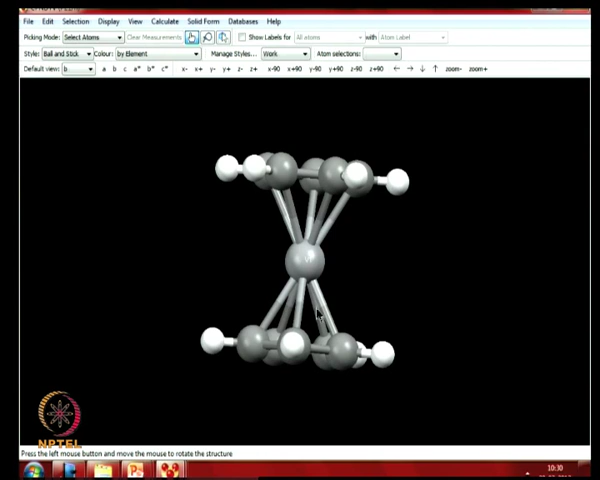 File Edit Selection Display View Calculate Solid Form Databases Help
Picking Mode: Select Atoms Clear Measurements Show Labels for All atoms with Atom Label
Style: Ball and Stick Colour: by Element Manage Styles... Work Atom selections:
Default view: b a b c a* b* c* x- x+ y- y+ z- z+ x-90 x+90 y-90 y+90 z-90 z+90 ← → ↓ ↑ zoom- zoom+
NPTEL
Press the left mouse button and move the mouse to rotate the structure
10:30